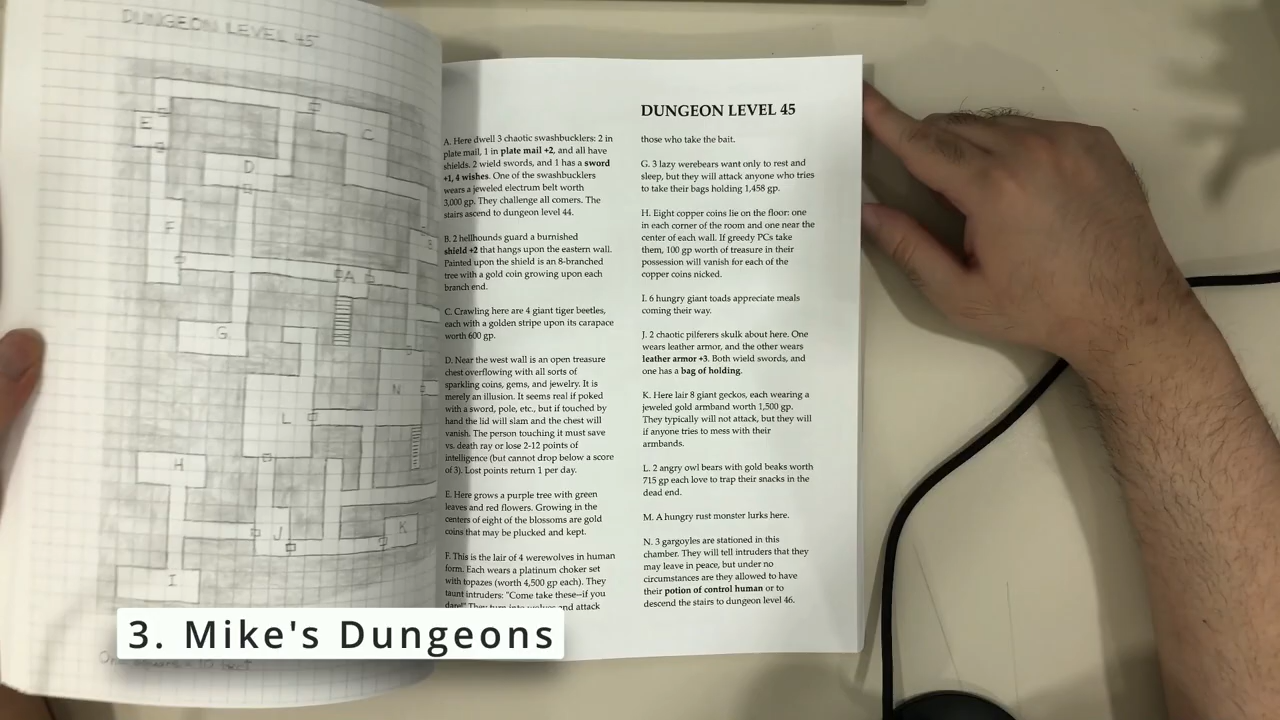 DUNGEON LEVEL 45
E
C
D
F
B
A
G
N
L
H
J
K
I
DUNGEON LEVEL 45
A. Here dwell 3 chaotic swashbucklers: 2 in
plate mail, 1 in plate mail +2, and all have
shields. 2 wield swords, and 1 has a sword
+1, 4 wishes. One of the swashbucklers
wears a jeweled electrum belt worth
3,000 gp. They challenge all comers. The
stairs ascend to dungeon level 44.
B. 2 hellhounds guard a burnished
shield +2 that hangs upon the eastern wall.
Painted upon the shield is an 8-branched
tree with a gold coin growing upon each
branch end.
C. Crawling here are 4 giant tiger beetles,
each with a golden stripe upon its carapace
worth 600 gp.
D. Near the west wall is an open treasure
chest overflowing with all sorts of
sparkling coins, gems, and jewelry. It is
merely an illusion. It seems real if poked
with a sword, pole, etc., but if touched by
hand the lid will slam and the chest will
vanish. The person touching it must save
vs. death ray or lose 2-12 points of
intelligence (but cannot drop below a score
of 3). Lost points return 1 per day.
E. Here grows a purple tree with green
leaves and red flowers. Growing in the
centers of eight of the blossoms are gold
coins that may be plucked and kept.
F. This is the lair of 4 werewolves in human
form. Each wears a platinum choker set
with topazes (worth 4,500 gp each). They
taunt intruders: "Come take these--if you
dare!" They turn into wolves and attack
those who take the bait.
G. 3 lazy werebears want only to rest and
sleep, but they will attack anyone who tries
to take their bags holding 1,458 gp.
H. Eight copper coins lie on the floor: one
in each corner of the room and one near the
center of each wall. If greedy PCs take
them, 100 gp worth of treasure in their
possession will vanish for each of the
copper coins nicked.
I. 6 hungry giant toads appreciate meals
coming their way.
J. 2 chaotic pilferers skulk about here. One
wears leather armor, and the other wears
leather armor +3. Both wield swords, and
one has a bag of holding.
K. Here lair 8 giant geckos, each wearing a
jeweled gold armband worth 1,500 gp.
They typically will not attack, but they will
if anyone tries to mess with their
armbands.
L. 2 angry owl bears with gold beaks worth
715 gp each love to trap their snacks in the
dead end.
M. A hungry rust monster lurks here.
N. 3 gargoyles are stationed in this
chamber. They will tell intruders that they
may leave in peace, but under no
circumstances are they allowed to have
their potion of control human or to
descend the stairs to dungeon level 46.
3. Mike's Dungeons